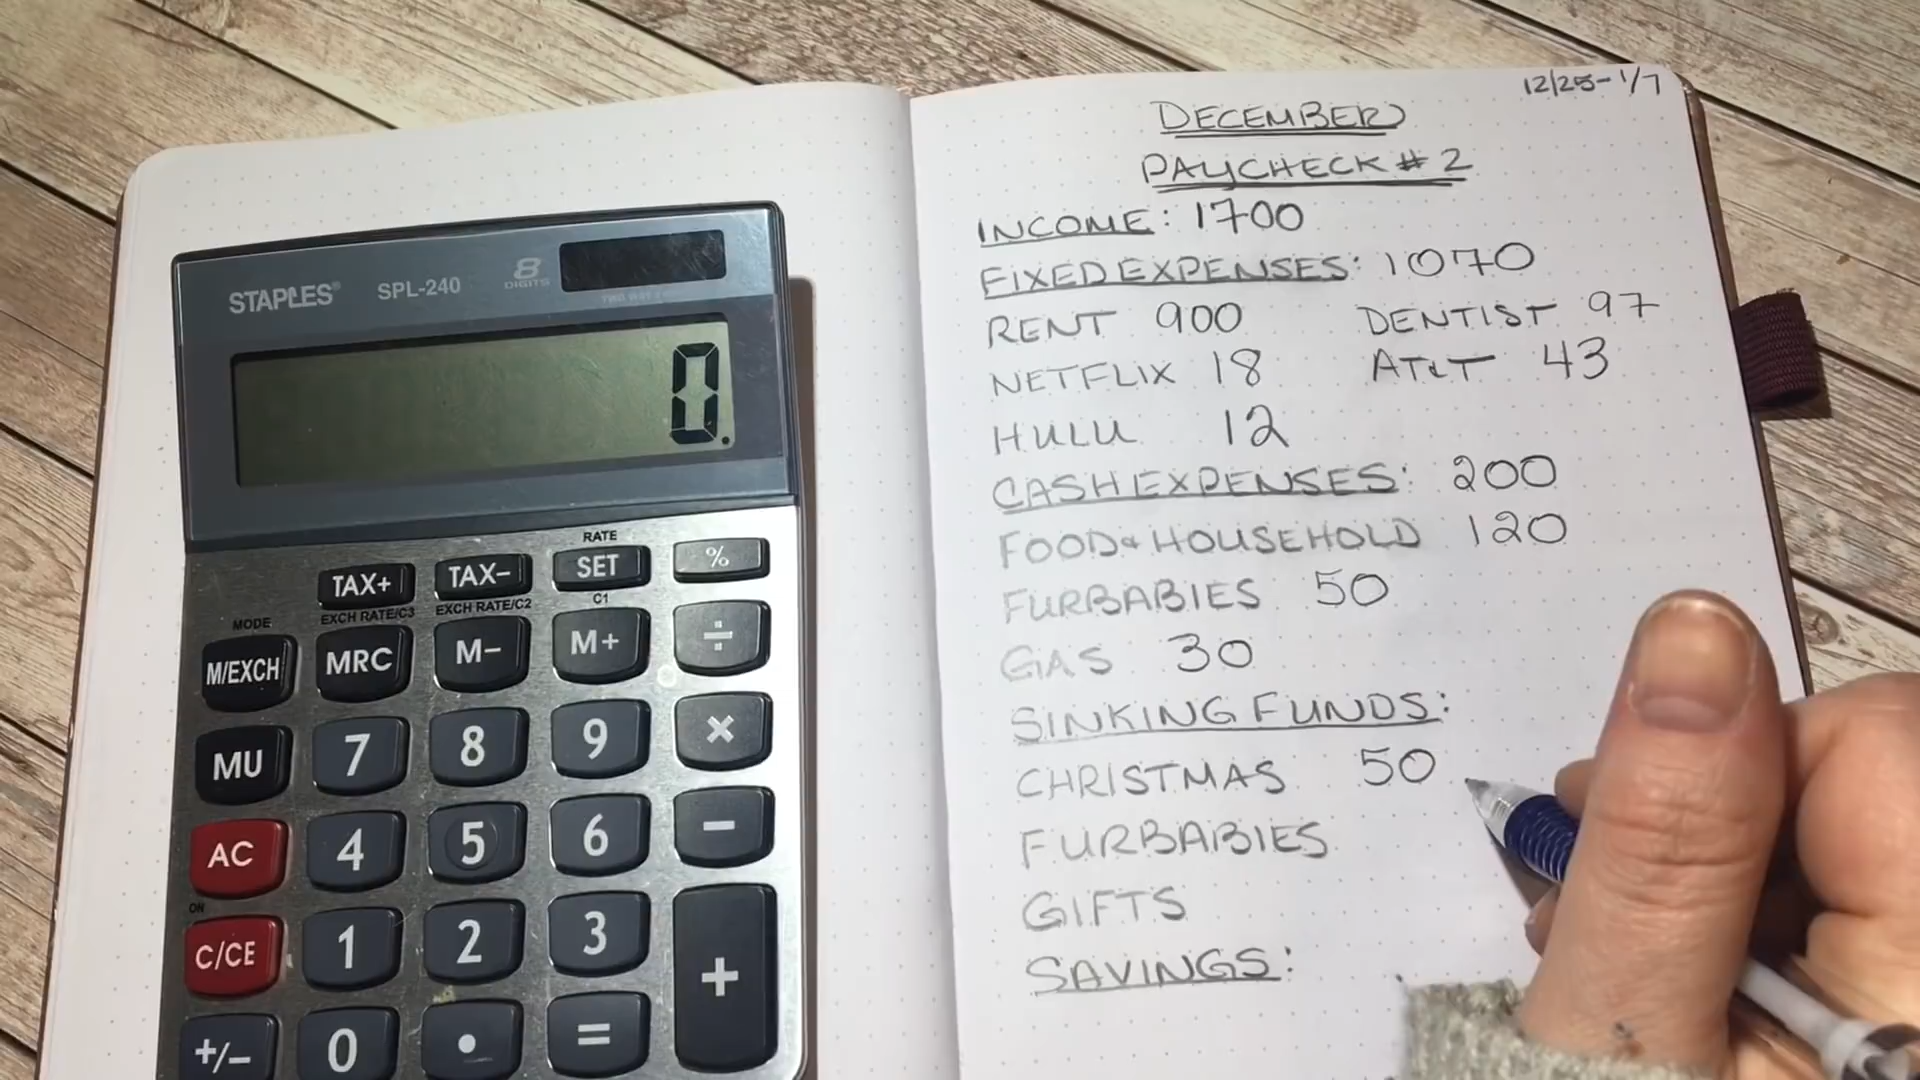 STAPLES® SPL-240 8 DIGITS
0.
RATE
TAX+ TAX- SET %
EXCH RATE/C3 EXCH RATE/C2 C1
MODE
M/EXCH MRC M- M+ ÷
MU 7 8 9 ×
AC 4 5 6 -
ON
C/CE 1 2 3 +
+/- 0 • =
12/25-1/7
DECEMBER
PAYCHECK #2
INCOME: 1700
FIXED EXPENSES: 1070
RENT 900 DENTIST 97
NETFLIX 18 AT&T 43
HULU 12
CASH EXPENSES: 200
FOOD & HOUSEHOLD 120
FURBABIES 50
GAS 30
SINKING FUNDS:
CHRISTMAS 50
FURBABIES
GIFTS
SAVINGS: